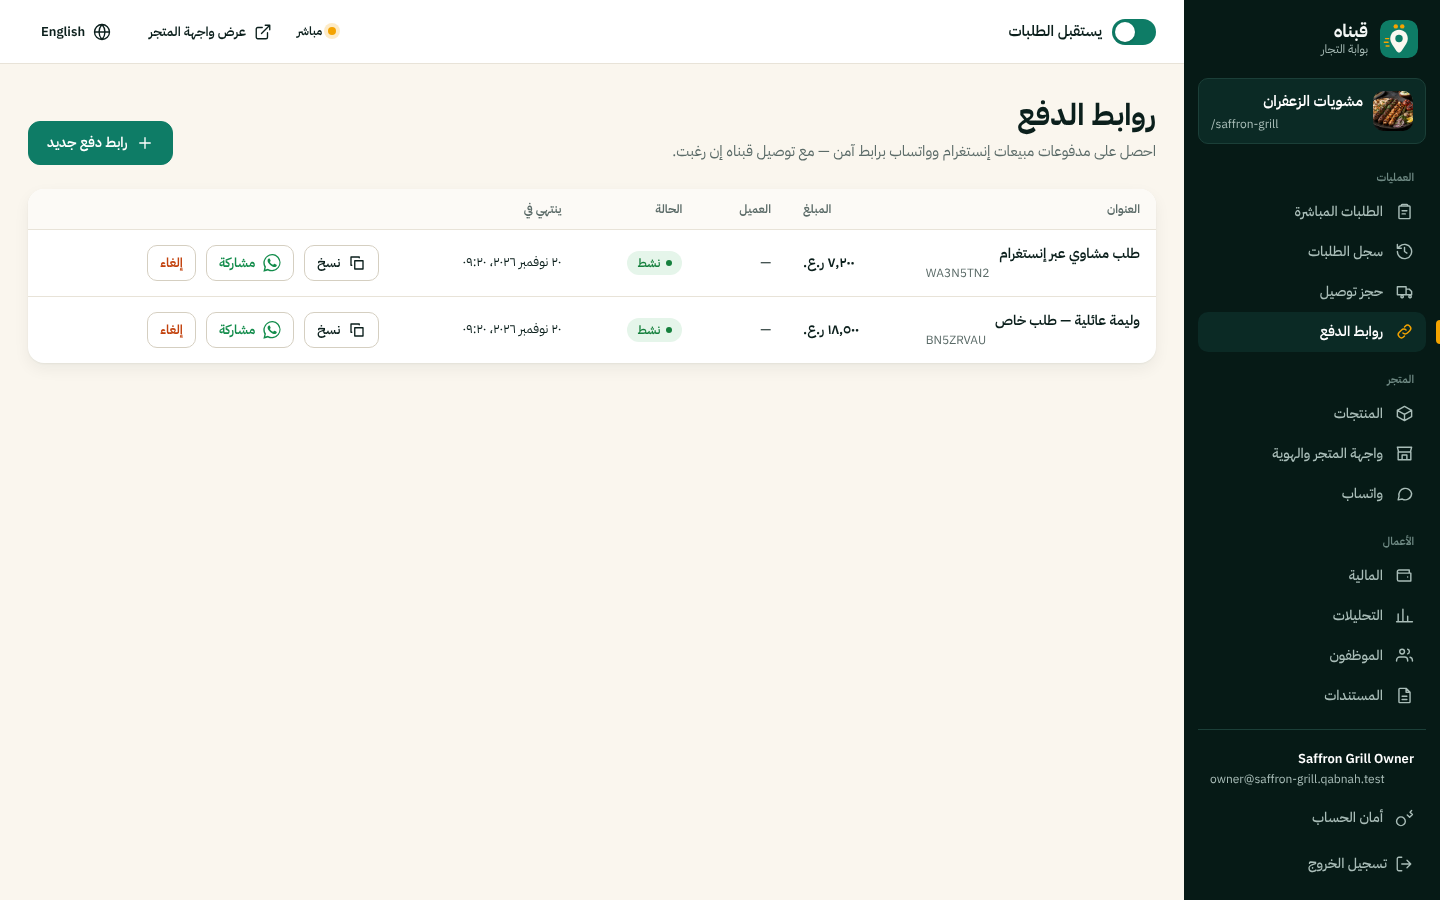 قبناه
بوابة التجار
مشويات الزعفران
/saffron-grill
العمليات
الطلبات المباشرة
سجل الطلبات
حجز توصيل
روابط الدفع
المتجر
المنتجات
واجهة المتجر والهوية
واتساب
الأعمال
المالية
التحليلات
الموظفون
المستندات
Saffron Grill Owner
owner@saffron-grill.qabnah.test
أمان الحساب
تسجيل الخروج
يستقبل الطلبات
مباشر
عرض واجهة المتجر
English
روابط الدفع
احصل على مدفوعات مبيعات إنستغرام وواتساب برابط آمن — مع توصيل قبناه إن رغبت.
رابط دفع جديد
العنوان المبلغ العميل الحالة ينتهي في
طلب مشاوي عبر إنستغرام ٧٫٢٠٠ ر.ع. — نشط ٢٠ نوفمبر ٢٠٢٦، ٠٩:٢٠ نسخ مشاركة إلغاء
WA3N5TN2
وليمة عائلية — طلب خاص ١٨٫٥٠٠ ر.ع. — نشط ٢٠ نوفمبر ٢٠٢٦، ٠٩:٢٠ نسخ مشاركة إلغاء
BN5ZRVAU